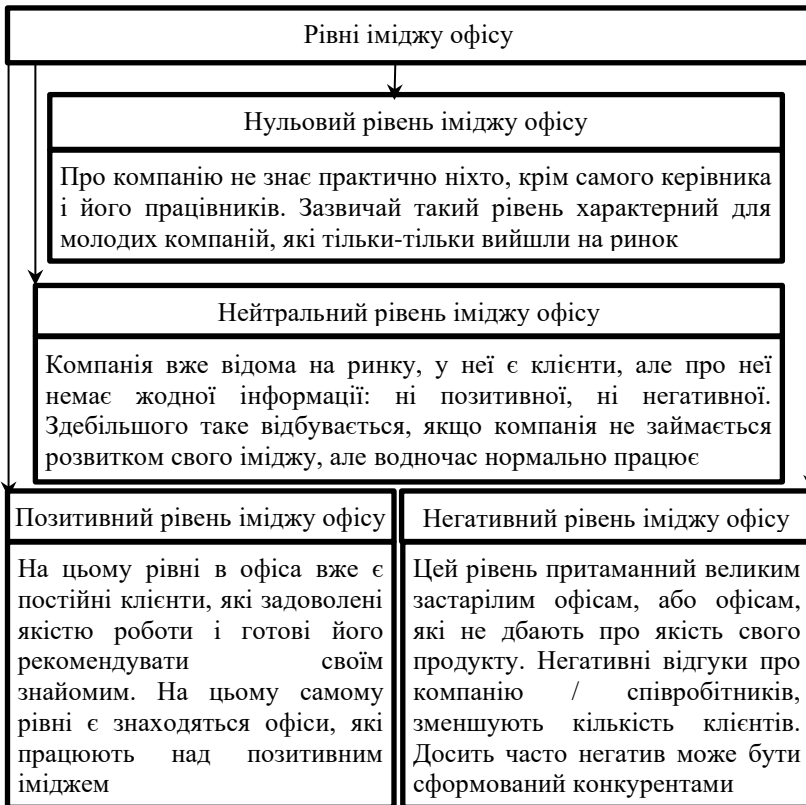 Рівні іміджу офісу
Нульовий рівень іміджу офісу
Про компанію не знає практично ніхто, крім самого керівника
і його працівників. Зазвичай такий рівень характерний для
молодих компаній, які тільки-тільки вийшли на ринок
Нейтральний рівень іміджу офісу
Компанія вже відома на ринку, у неї є клієнти, але про неї
немає жодної інформації: ні позитивної, ні негативної.
Здебільшого таке відбувається, якщо компанія не займається
розвитком свого іміджу, але водночас нормально працює
Позитивний рівень іміджу офісу
На цьому рівні в офіса вже є
постійні клієнти, які задоволені
якістю роботи і готові його
рекомендувати своїм
знайомим. На цьому самому
рівні є знаходяться офіси, які
працюють над позитивним
іміджем
Негативний рівень іміджу офісу
Цей рівень притаманний великим
застарілим офісам, або офісам,
які не дбають про якість свого
продукту. Негативні відгуки про
компанію / співробітників,
зменшують кількість клієнтів.
Досить часто негатив може бути
сформований конкурентами